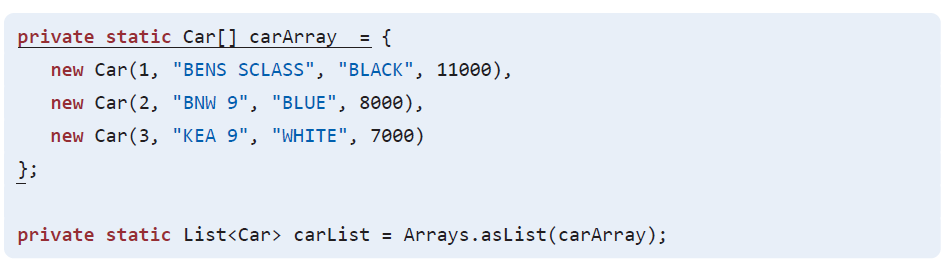 private static Car[] carArray  = {
   new Car(1, "BENS SCLASS", "BLACK", 11000),
   new Car(2, "BNW 9", "BLUE", 8000),
   new Car(3, "KEA 9", "WHITE", 7000)
};
private static List<Car> carList = Arrays.asList(carArray);